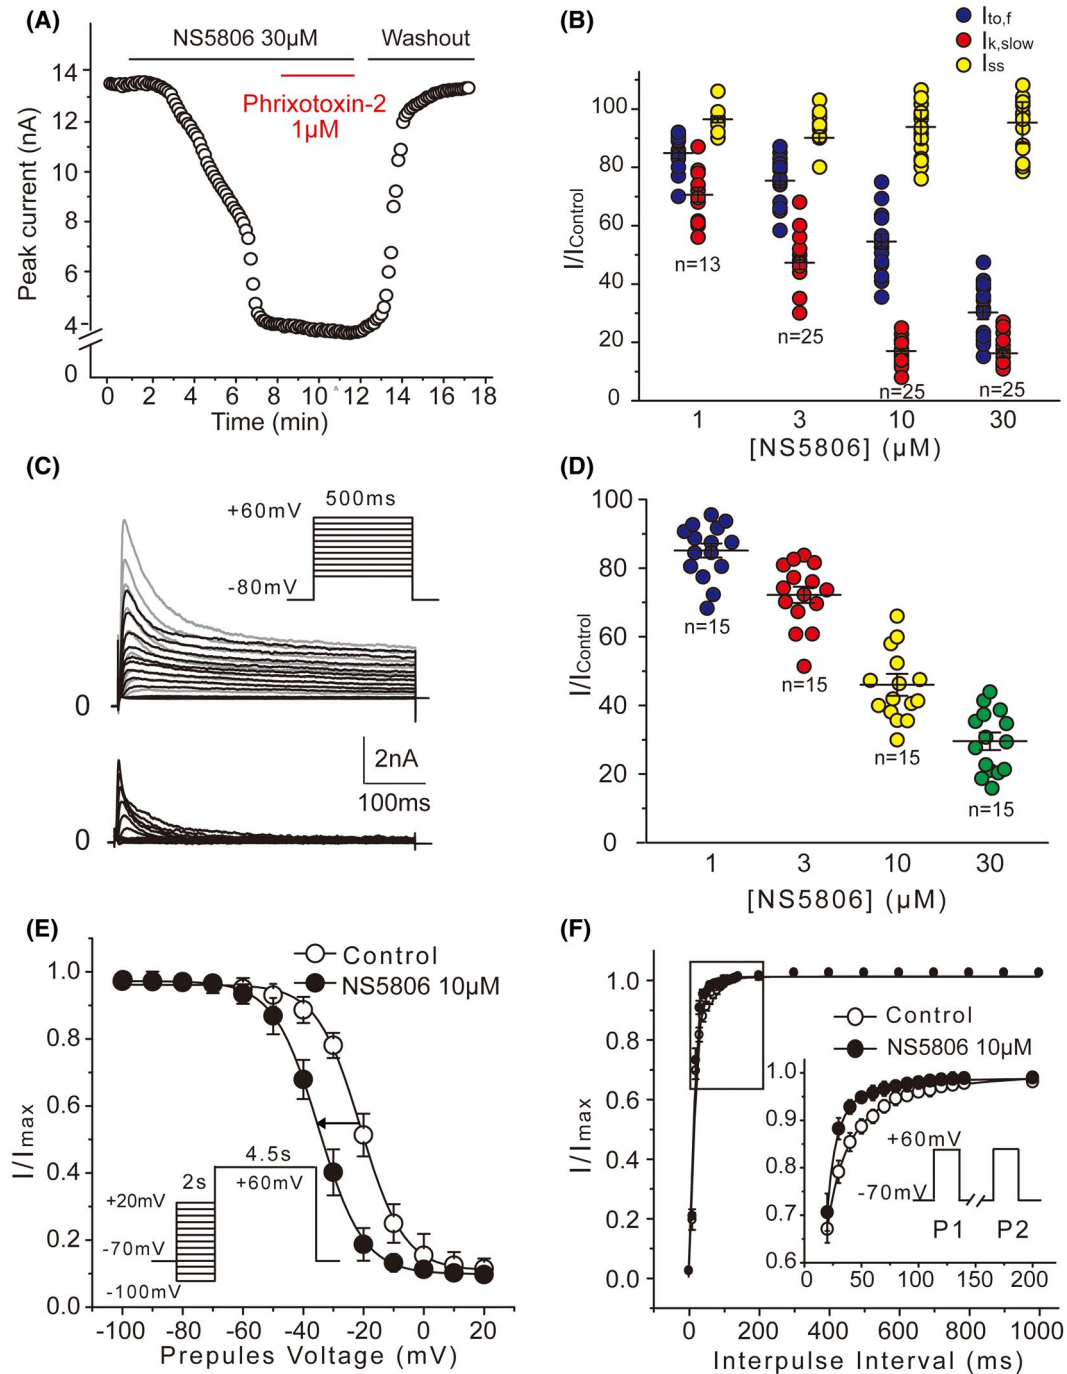 (A)
NS5806 30μM
Washout
Phrixotoxin-2
1μM
Peak current (nA)
14
12
10
8
6
4
0
0 2 4 6 8 10 12 14 16 18
Time (min)
(B)
Ito,f
Ik,slow
Iss
I/IControl
100
80
60
40
20
0
n=13
n=25
n=25
n=25
1 3 10 30
[NS5806] (μM)
(C)
500ms
+60mV
-80mV
0
2nA
100ms
0
(D)
I/IControl
100
80
60
40
20
0
n=15
n=15
n=15
n=15
1 3 10 30
[NS5806] (μM)
(E)
Control
NS5806 10μM
I/Imax
1.0
0.8
0.6
0.4
0.2
0.0
4.5s
2s
+60mV
+20mV
-70mV
-100mV
-100 -80 -60 -40 -20 0 20
Prepules Voltage (mV)
(F)
Control
NS5806 10μM
I/Imax
1.0
0.8
0.6
0.4
0.2
0.0
1.0
0.9
0.8
0.7
0.6
+60mV
-70mV
P1 P2
0 50 100 150 200
0 200 400 600 800 1000
Interpulse Interval (ms)